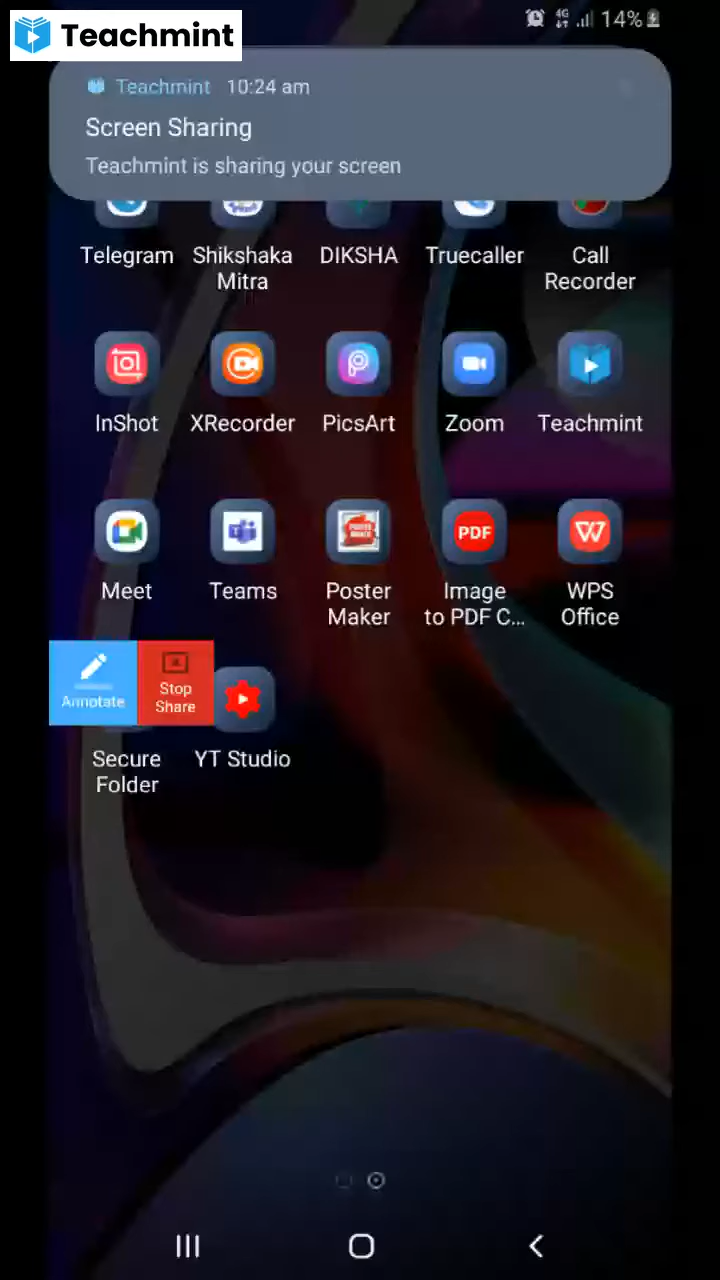 Teachmint
4G 14%
Teachmint 10:24 am
Screen Sharing
Teachmint is sharing your screen
Telegram Shikshaka Mitra DIKSHA Truecaller Call Recorder
InShot XRecorder PicsArt Zoom Teachmint
PDF W
Meet Teams Poster Maker Image to PDF C... WPS Office
Annotate Stop Share
Secure Folder YT Studio